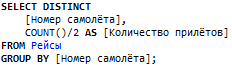 SELECT DISTINCT
[Номер самолёта],
COUNT()/2 AS [Количество прилётов]
FROM Рейсы
GROUP BY [Номер самолёта];